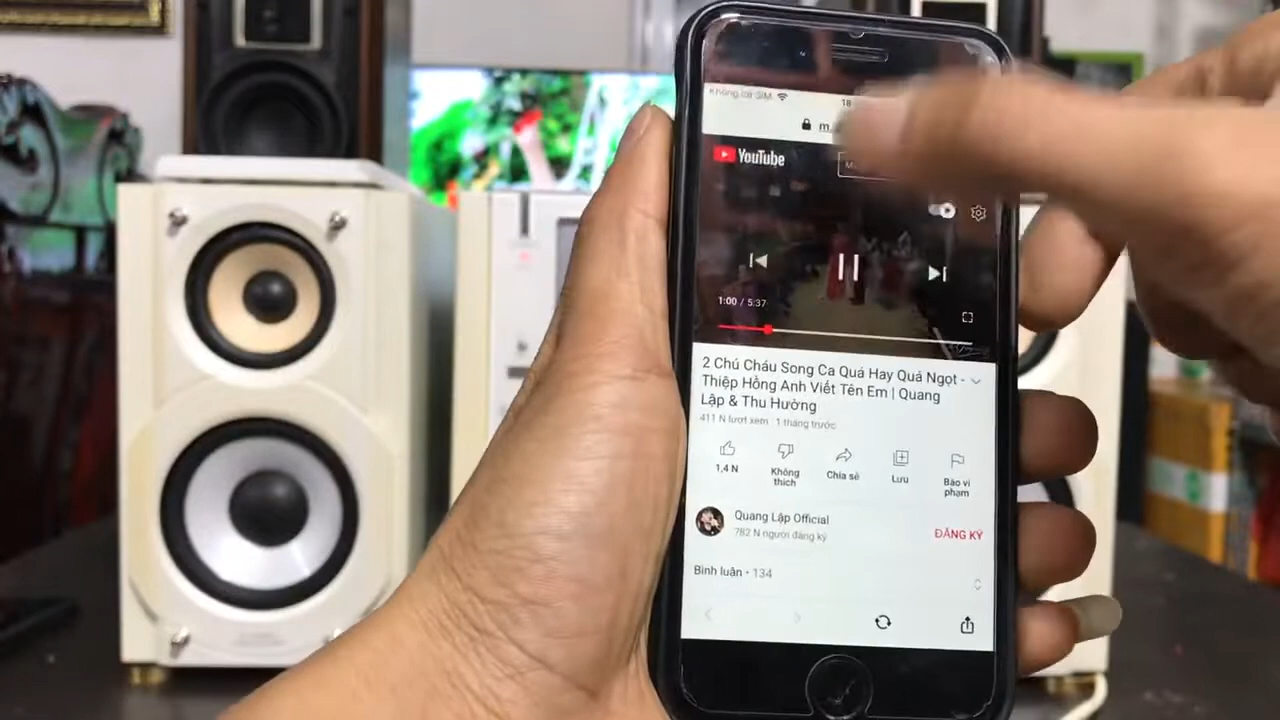 Không có SIM
18
m.
YouTube
1:00 / 5:37
2 Chú Cháu Song Ca Quá Hay Quá Ngọt -
Thiệp Hồng Anh Viết Tên Em | Quang
Lập & Thu Hường
411 N lượt xem · 1 tháng trước
1,4 N
Không thích
Chia sẻ
Lưu
Báo vi phạm
Quang Lập Official
782 N người đăng ký
ĐĂNG KÝ
Bình luận • 134